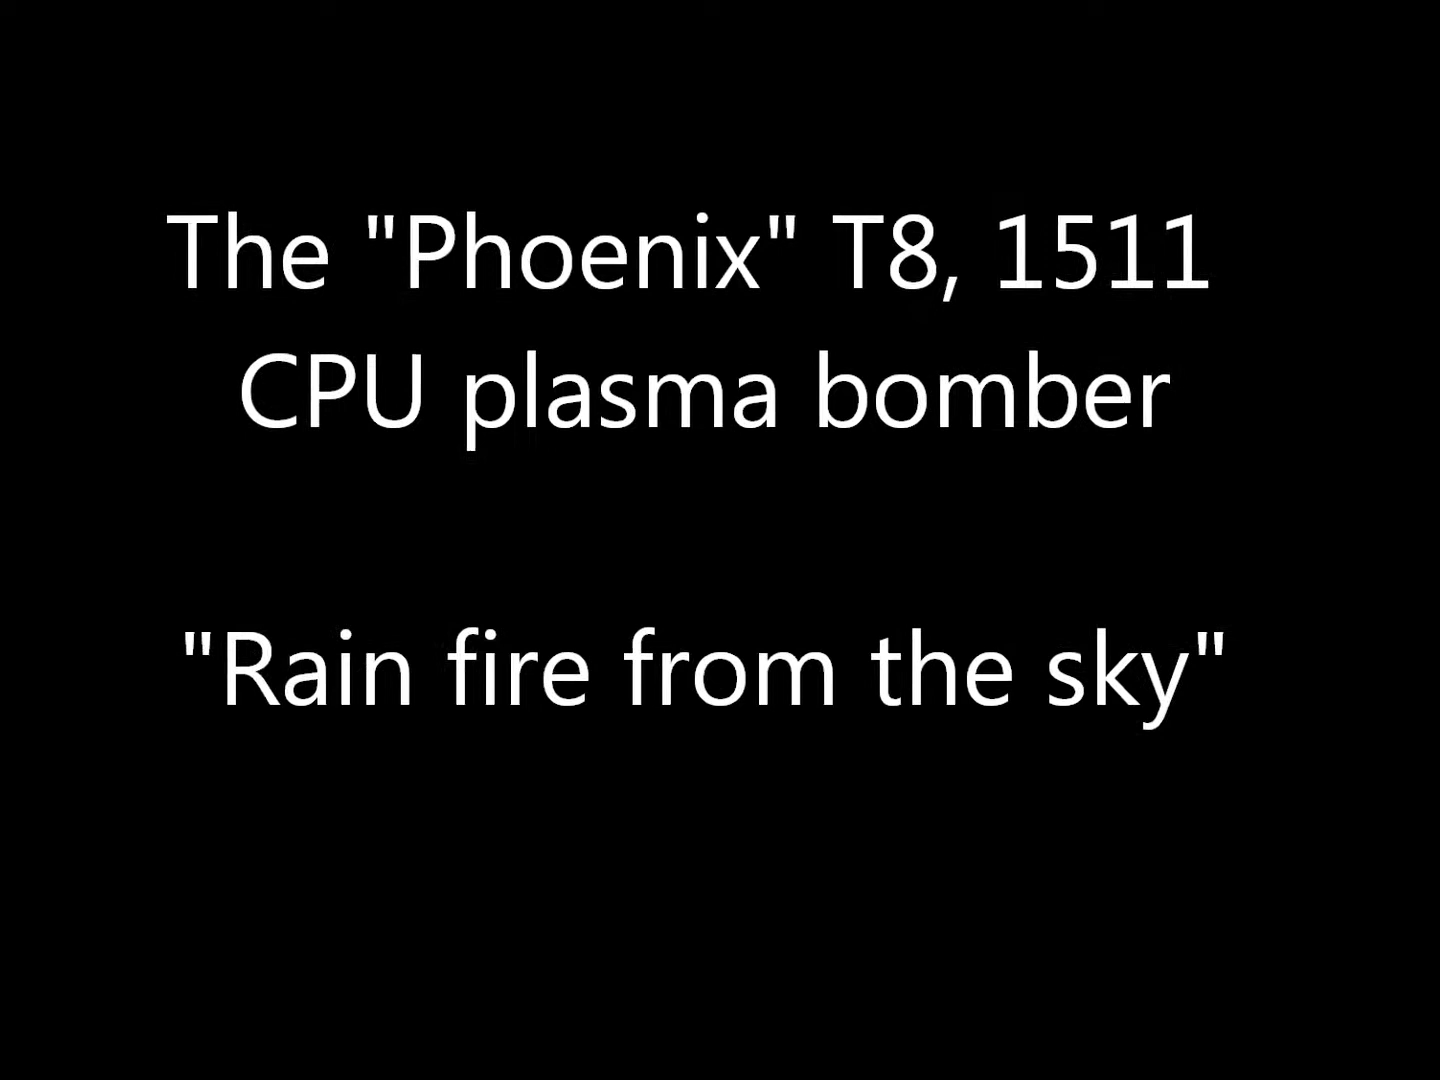 The "Phoenix" T8, 1511
CPU plasma bomber
"Rain fire from the sky"